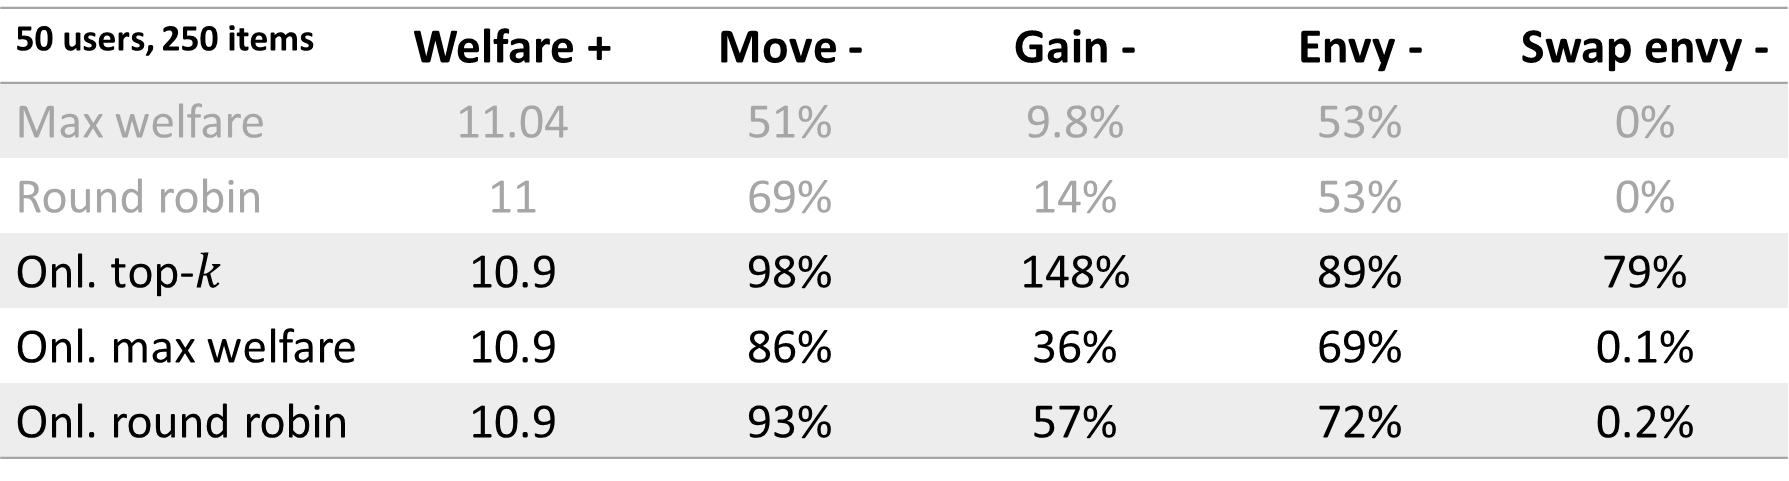 50 users, 250 items Welfare + Move - Gain - Envy - Swap envy -
Max welfare 11.04 51% 9.8% 53% 0%
Round robin 11 69% 14% 53% 0%
Onl. top-k 10.9 98% 148% 89% 79%
Onl. max welfare 10.9 86% 36% 69% 0.1%
Onl. round robin 10.9 93% 57% 72% 0.2%